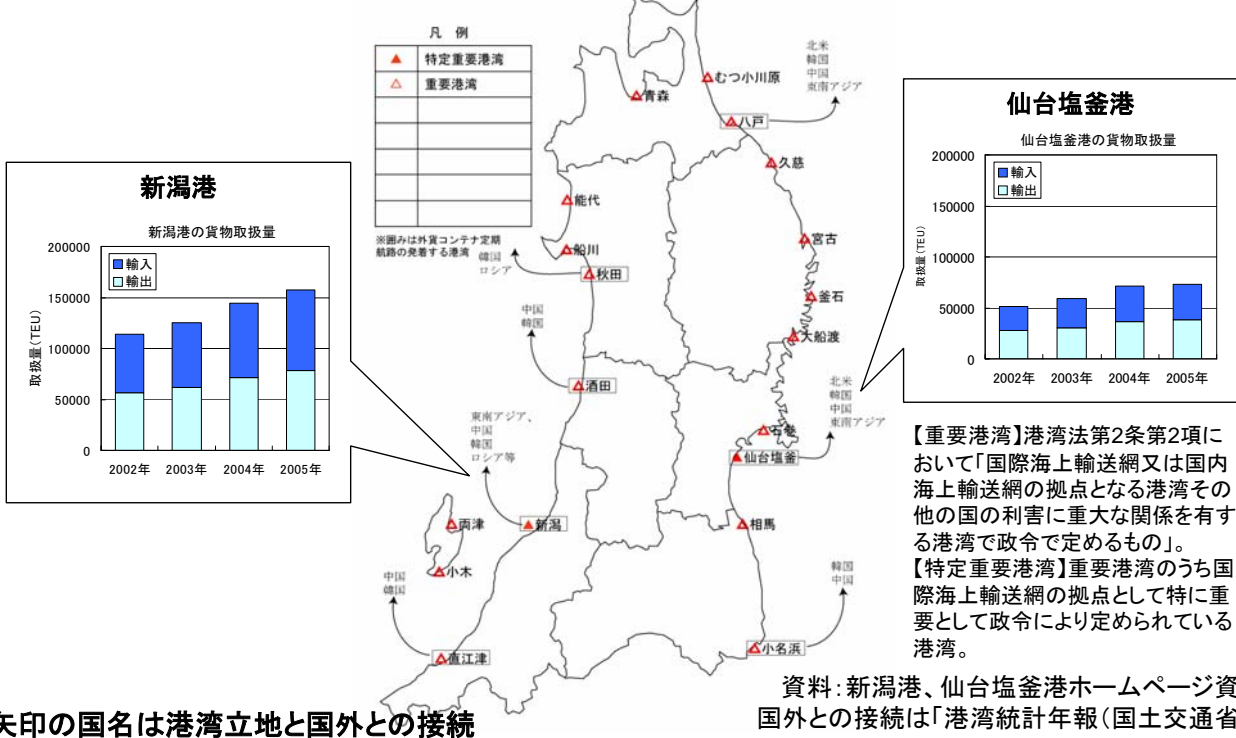 凡 例
特定重要港湾
重要港湾
※囲みは外貨コンテナ定期
航路の発着する港湾
新潟港
新潟港の貨物取扱量
取扱量(TEU)
200000
150000
100000
50000
0
輸入
輸出
2002年 2003年 2004年 2005年
北米
韓国
中国
東南アジア
むつ小川原
青森
八戸
久慈
能代
船川
韓国
ロシア
秋田
宮古
釜石
大船渡
中国
韓国
酒田
東南アジア、
中国
韓国
ロシア等
北米
韓国
中国
東南アジア
石巻
仙台塩釜
両津
新潟
相馬
小木
中国
韓国
韓国
中国
直江津
小名浜
仙台塩釜港
仙台塩釜港の貨物取扱量
取扱量(TEU)
200000
150000
100000
50000
0
輸入
輸出
2002年 2003年 2004年 2005年
【重要港湾】港湾法第2条第2項に
おいて「国際海上輸送網又は国内
海上輸送網の拠点となる港湾その
他の国の利害に重大な関係を有す
る港湾で政令で定めるもの」。
【特定重要港湾】重要港湾のうち国
際海上輸送網の拠点として特に重
要として政令により定められている
港湾。
資料:新潟港、仙台塩釜港ホームページ資
国外との接続は「港湾統計年報(国土交通省
矢印の国名は港湾立地と国外との接続